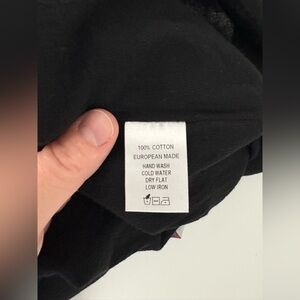 100% COTTON
EUROPEAN MADE
HAND WASH
COLD WATER
DRY FLAT
LOW IRON